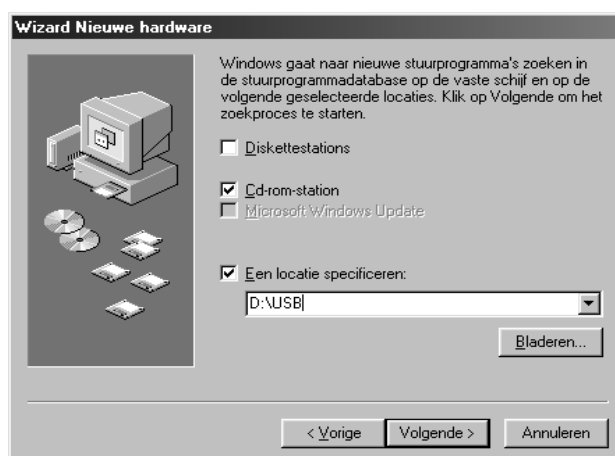 Wizard Nieuwe hardware
Windows gaat naar nieuwe stuurprogramma's zoeken in
de stuurprogrammadatabase op de vaste schijf en op de
volgende geselecteerde locaties. Klik op Volgende om het
zoekproces te starten.
Diskettestations
Cd-rom-station
Microsoft Windows Update
Een locatie specificeren:
D:\USB
Bladeren...
< Vorige
Volgende >
Annuleren